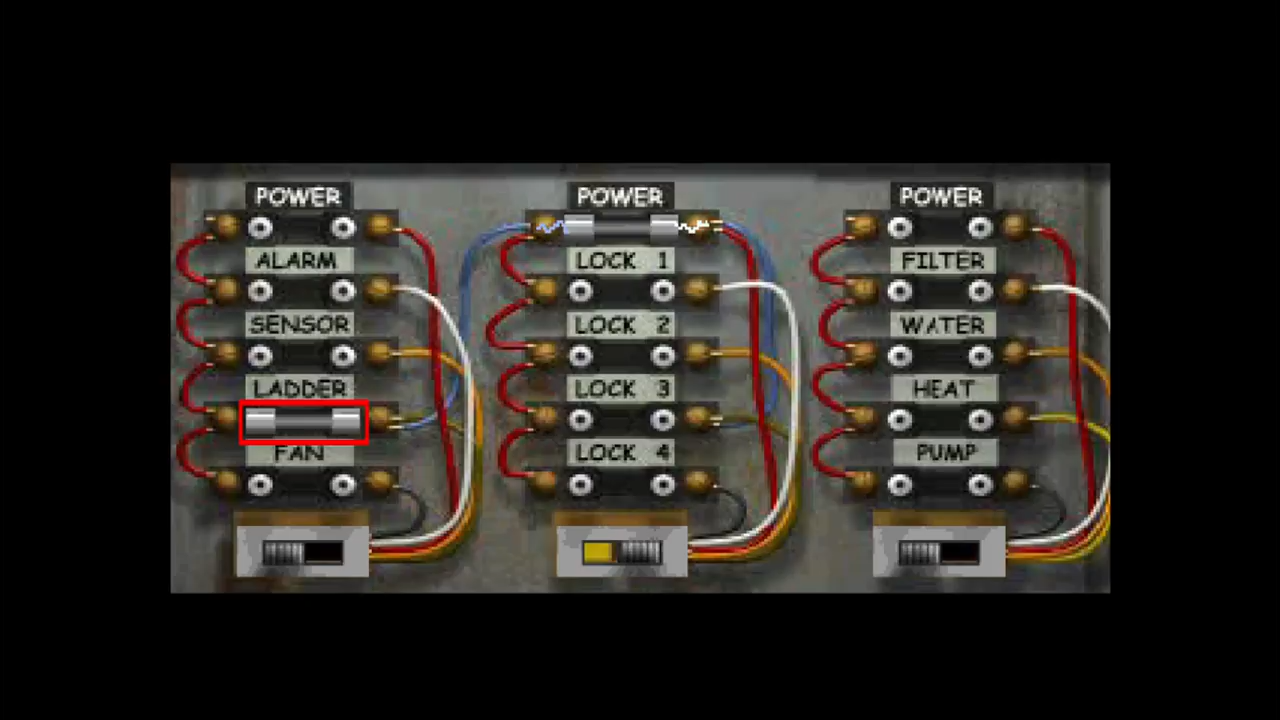 POWER POWER POWER
ALARM LOCK 1 FILTER
SENSOR LOCK 2 WATER
LADDER LOCK 3 HEAT
FAN LOCK 4 PUMP